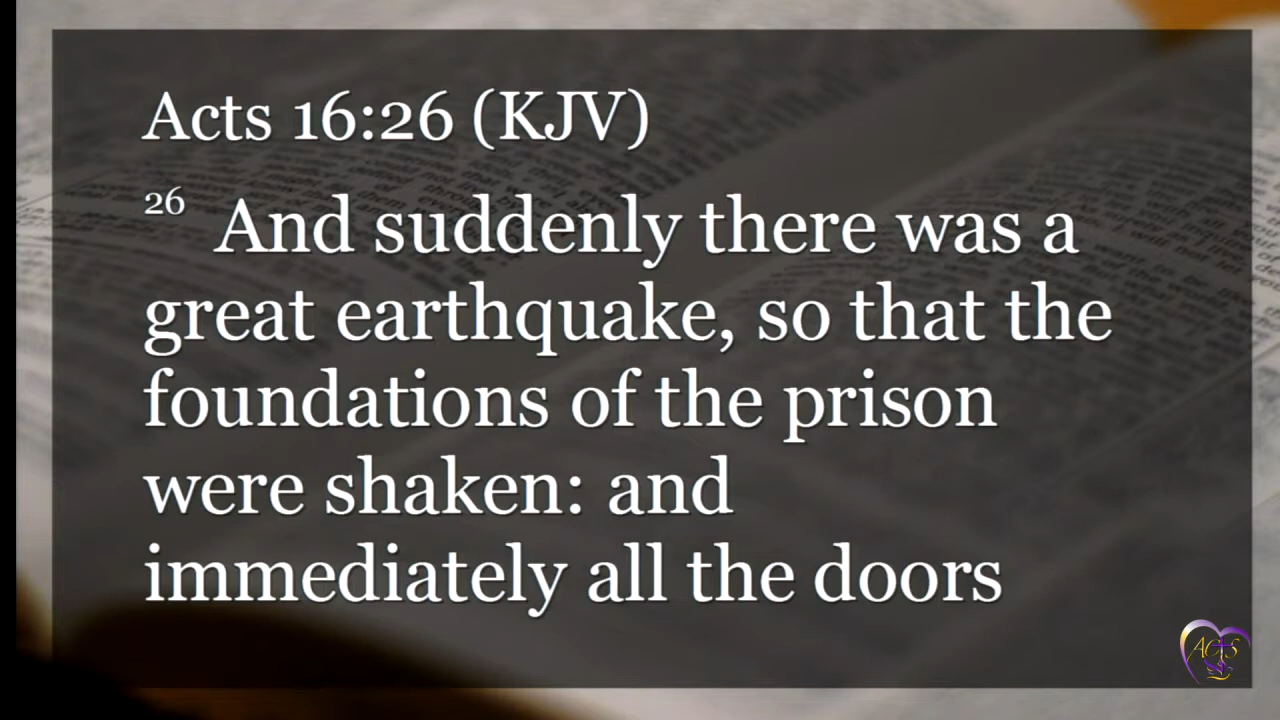 Acts 16:26 (KJV)
26 And suddenly there was a
great earthquake, so that the
foundations of the prison
were shaken: and
immediately all the doors
ACTS